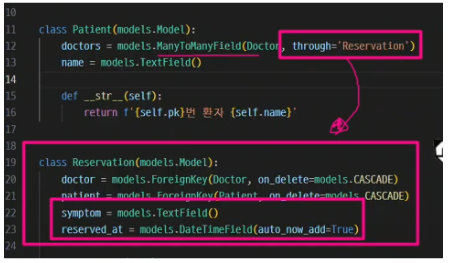 10
11 class Patient(models.Model):
12 doctors = models.ManyToManyField(Doctor, through='Reservation')
13 name = models.TextField()
14
15 def __str__(self):
16 return f'{self.pk}번 환자 {self.name}'
17
18
19 class Reservation(models.Model):
20 doctor = models.ForeignKey(Doctor, on_delete=models.CASCADE)
21 patient = models.ForeignKey(Patient, on_delete=models.CASCADE)
22 symptom = models.TextField()
23 reserved_at = models.DateTimeField(auto_now_add=True)
24